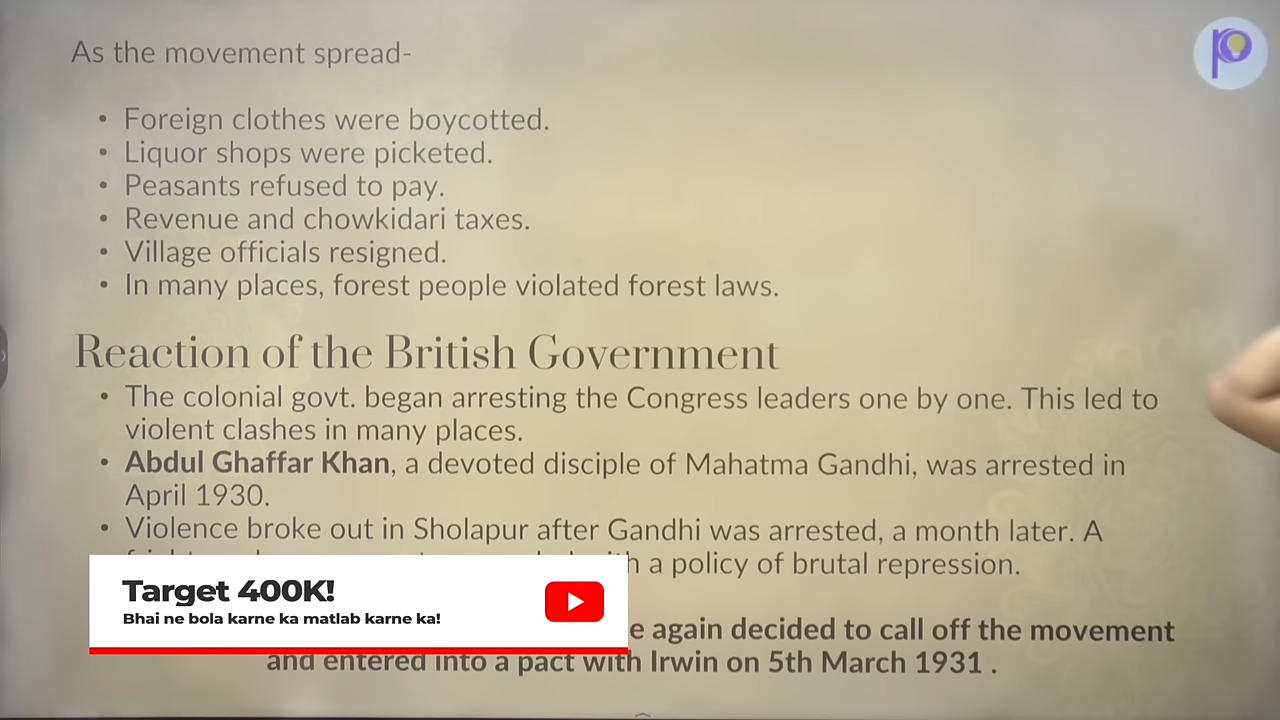 As the movement spread-
• Foreign clothes were boycotted.
• Liquor shops were picketed.
• Peasants refused to pay.
• Revenue and chowkidari taxes.
• Village officials resigned.
• In many places, forest people violated forest laws.
Reaction of the British Government
• The colonial govt. began arresting the Congress leaders one by one. This led to
violent clashes in many places.
• Abdul Ghaffar Khan, a devoted disciple of Mahatma Gandhi, was arrested in
April 1930.
• Violence broke out in Sholapur after Gandhi was arrested, a month later. A
a policy of brutal repression.
Target 400K!
Bhai ne bola karne ka matlab karne ka!
again decided to call off the movement
and entered into a pact with Irwin on 5th March 1931 .